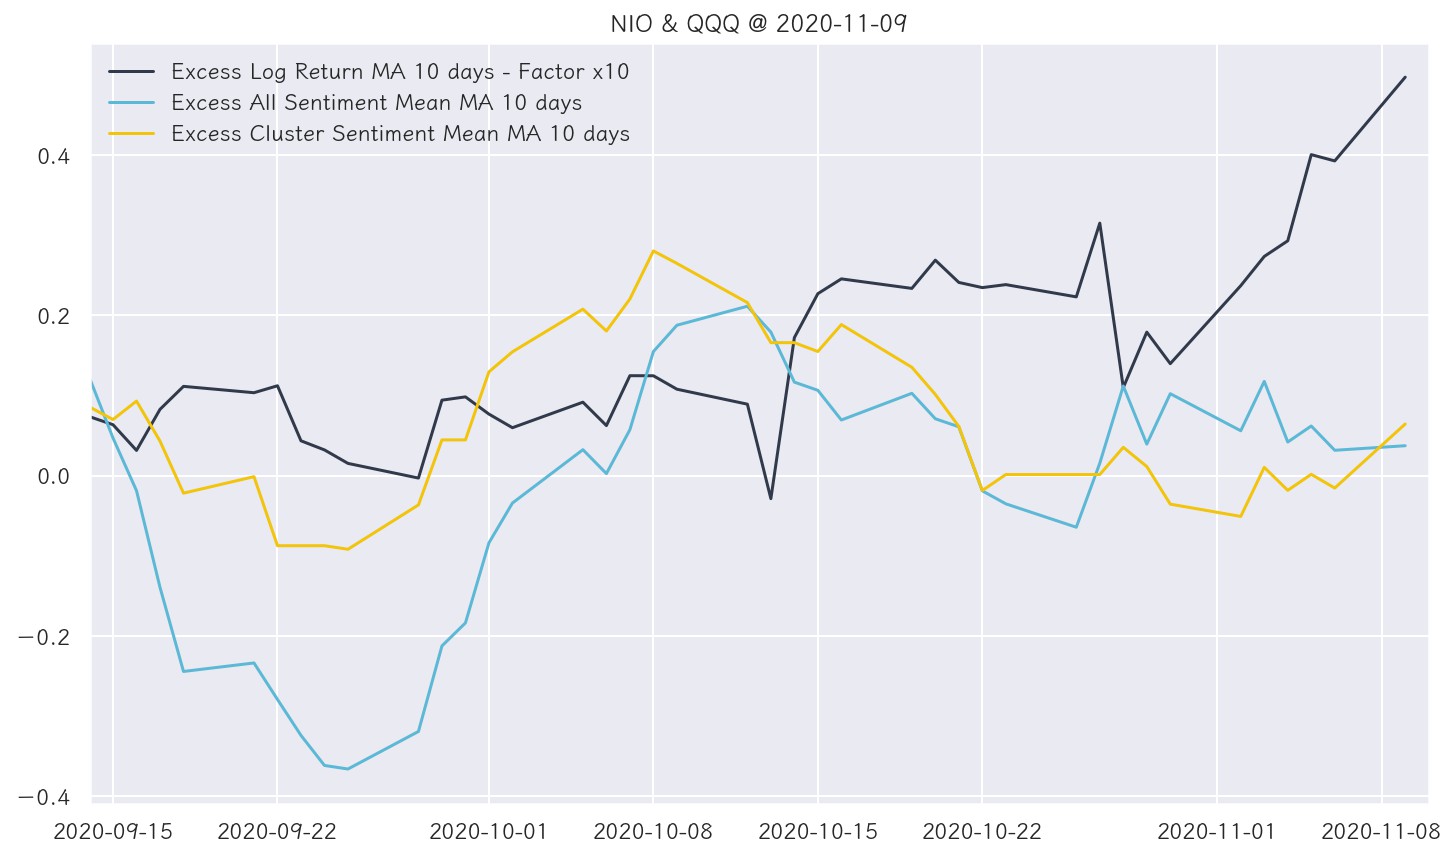 NIO & QQQ @ 2020-11-09
Excess Log Return MA 10 days - Factor x10
Excess All Sentiment Mean MA 10 days
Excess Cluster Sentiment Mean MA 10 days
0.4
0.2
0.0
−0.2
−0.4
2020-09-15 2020-09-22 2020-10-01 2020-10-08 2020-10-15 2020-10-22 2020-11-01 2020-11-08